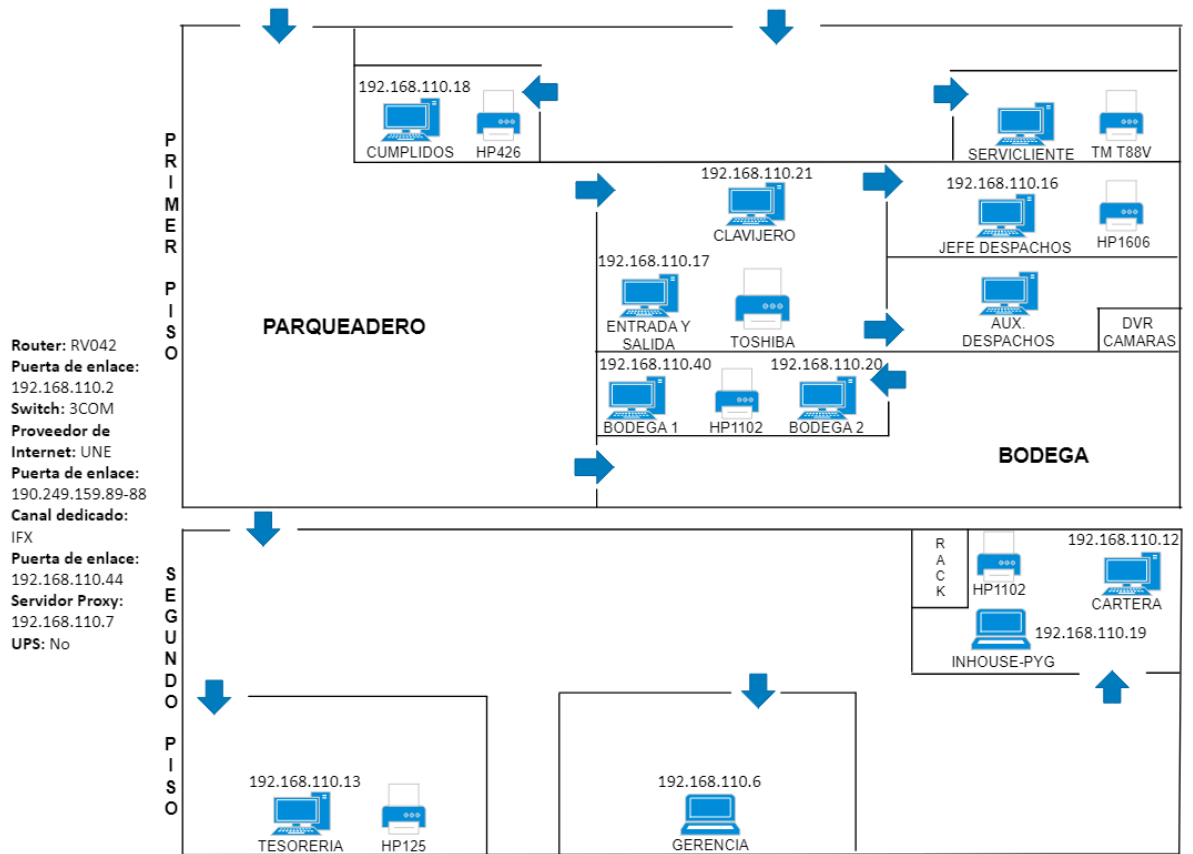 Router: RV042
Puerta de enlace:
192.168.110.2
Switch: 3COM
Proveedor de
Internet: UNE
Puerta de enlace:
190.249.159.89-88
Canal dedicado:
IFX
Puerta de enlace:
192.168.110.44
Servidor Proxy:
192.168.110.7
UPS: No
PRIMER PISO
192.168.110.18
CUMPLIDOS
HP426
SERVICLIENTE
TM T88V
192.168.110.21
CLAVIJERO
192.168.110.16
JEFE DESPACHOS
HP1606
192.168.110.17
ENTRADA Y
SALIDA
TOSHIBA
AUX.
DESPACHOS
DVR
CAMARAS
PARQUEADERO
192.168.110.40
BODEGA 1
HP1102
192.168.110.20
BODEGA 2
BODEGA
SEGUNDO PISO
RACK
HP1102
192.168.110.12
CARTERA
192.168.110.19
INHOUSE-PYG
192.168.110.13
TESORERIA
HP125
192.168.110.6
GERENCIA